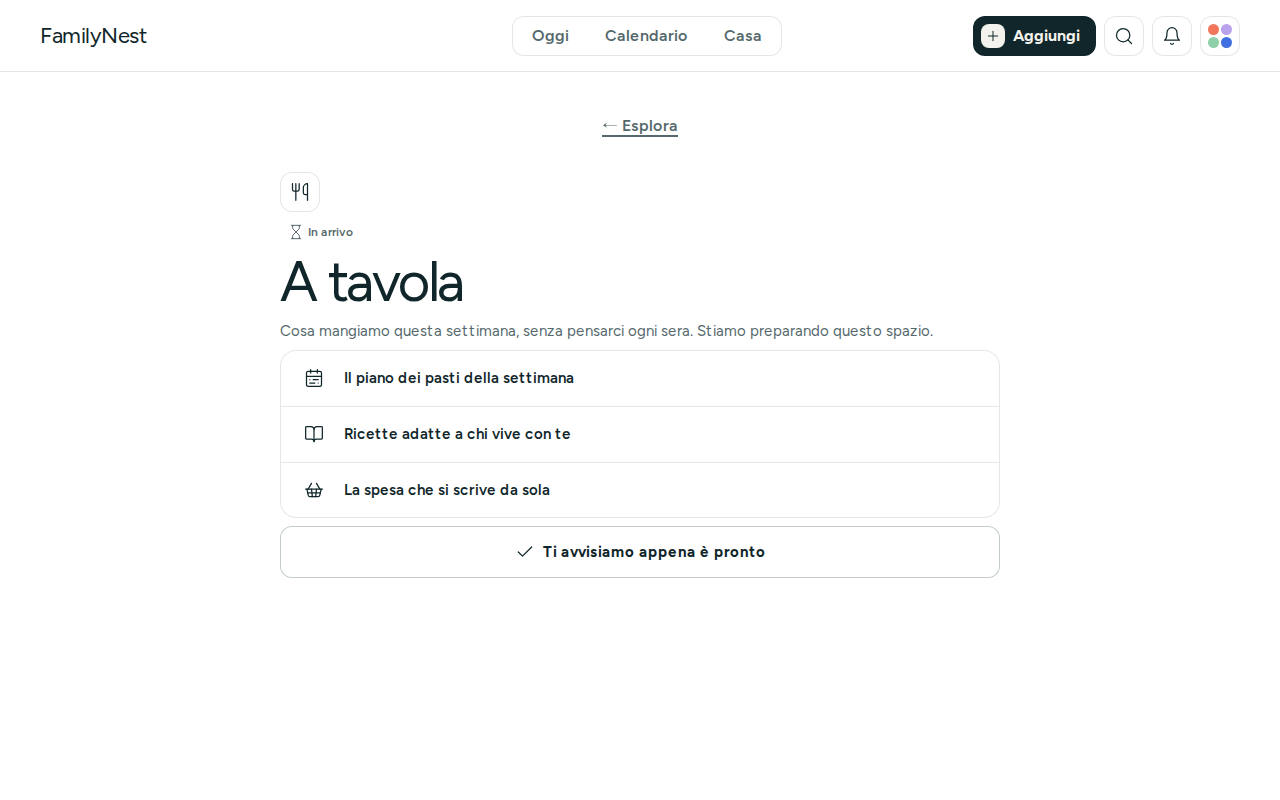 FamilyNest
Oggi
Calendario
Casa
Aggiungi
← Esplora
In arrivo
A tavola
Cosa mangiamo questa settimana, senza pensarci ogni sera. Stiamo preparando questo spazio.
Il piano dei pasti della settimana
Ricette adatte a chi vive con te
La spesa che si scrive da sola
Ti avvisiamo appena è pronto